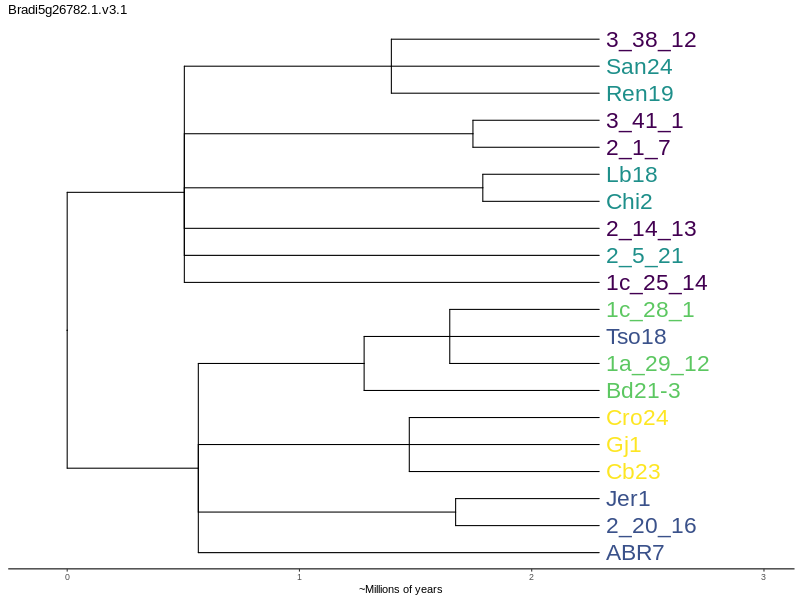 Bradi5g26782.1.v3.1
3_38_12
San24
Ren19
3_41_1
2_1_7
Lb18
Chi2
2_14_13
2_5_21
1c_25_14
1c_28_1
Tso18
1a_29_12
Bd21-3
Cro24
Gj1
Cb23
Jer1
2_20_16
ABR7
0 1 2 3
~Millions of years